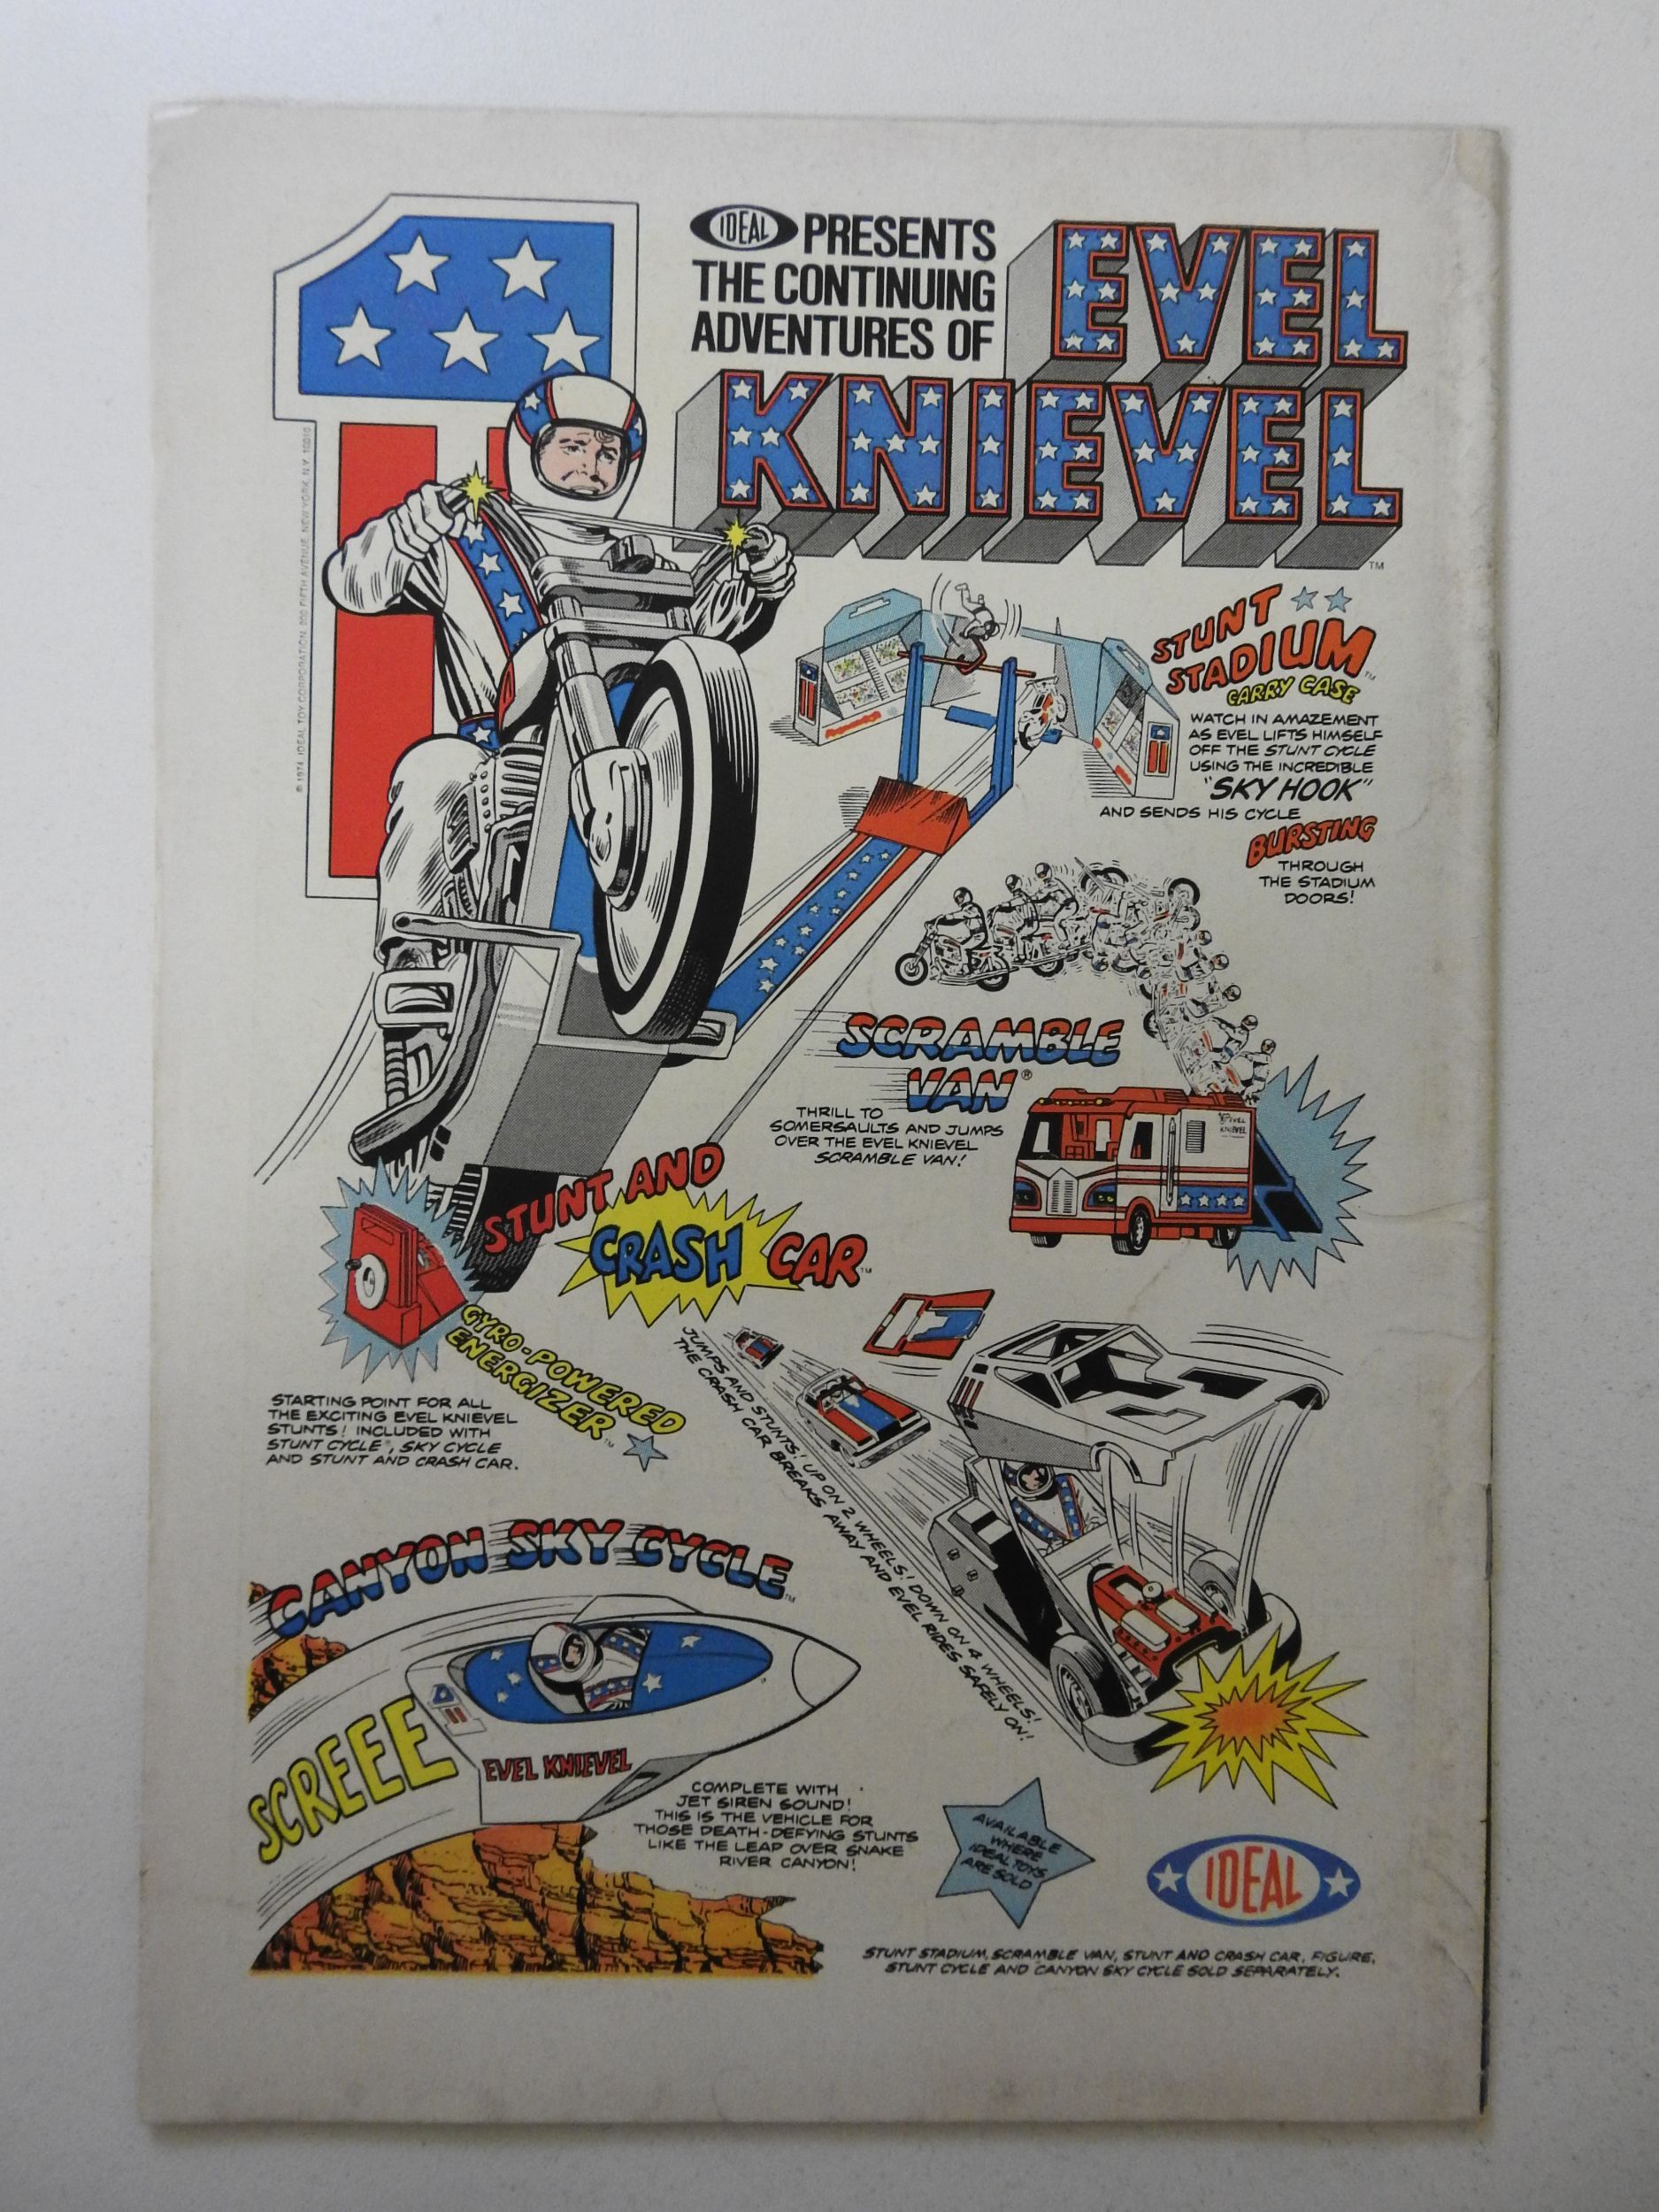 IDEAL PRESENTS
THE CONTINUING
ADVENTURES OF
EVEL
KNIEVEL
TM
© 1974, IDEAL TOY CORPORATION, 200 FIFTH AVENUE, NEW YORK, N.Y. 10010
STUNT
STADIUM TM
CARRY CASE
WATCH IN AMAZEMENT
AS EVEL LIFTS HIMSELF
OFF THE STUNT CYCLE
USING THE INCREDIBLE
"SKY HOOK"
AND SENDS HIS CYCLE
BURSTING
THROUGH
THE STADIUM
DOORS!
SCRAMBLE
VAN®
THRILL TO
SOMERSAULTS AND JUMPS
OVER THE EVEL KNIEVEL
SCRAMBLE VAN!
EVEL
KNIEVEL
STUNT AND
CRASH CAR TM
GYRO-POWERED
ENERGIZER TM
STARTING POINT FOR ALL
THE EXCITING EVEL KNIEVEL
STUNTS! INCLUDED WITH
STUNT CYCLE®, SKY CYCLE
AND STUNT AND CRASH CAR.
JUMPS AND STUNTS! UP ON 2 WHEELS! DOWN ON 4 WHEELS!
THE CRASH CAR BREAKS AWAY AND EVEL RIDES SAFELY ON!
CANYON SKY CYCLE TM
SCREEE
EVEL KNIEVEL
COMPLETE WITH
JET SIREN SOUND!
THIS IS THE VEHICLE FOR
THOSE DEATH-DEFYING STUNTS
LIKE THE LEAP OVER SNAKE
RIVER CANYON!
AVAILABLE
WHERE
IDEAL TOYS
ARE SOLD
IDEAL
STUNT STADIUM, SCRAMBLE VAN, STUNT AND CRASH CAR, FIGURE,
STUNT CYCLE AND CANYON SKY CYCLE SOLD SEPARATELY.